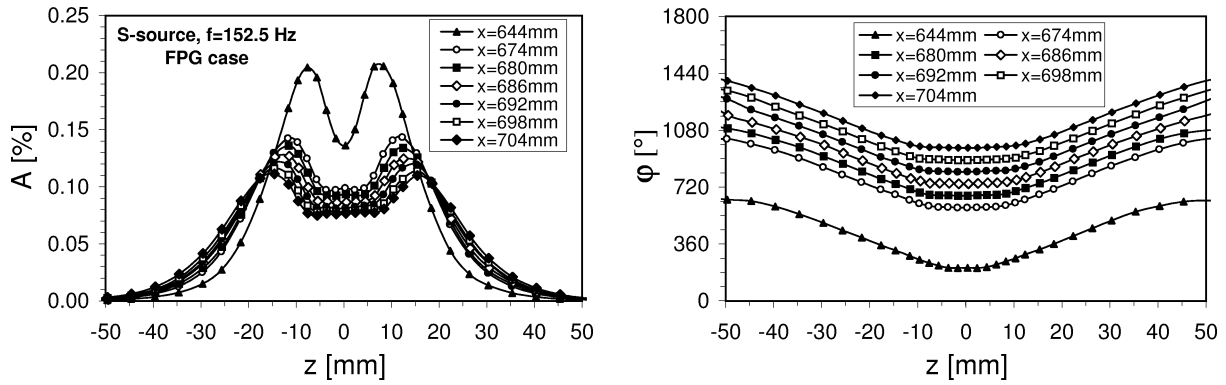 0.25
0.20
0.15
0.10
0.05
0.00
A [%]
S-source, f=152.5 Hz
FPG case
x=644mm
x=674mm
x=680mm
x=686mm
x=692mm
x=698mm
x=704mm
-50 -40 -30 -20 -10 0 10 20 30 40 50
z [mm]
1800
1440
1080
720
360
0
φ [°]
x=644mm x=674mm
x=680mm x=686mm
x=692mm x=698mm
x=704mm
-50 -40 -30 -20 -10 0 10 20 30 40 50
z [mm]